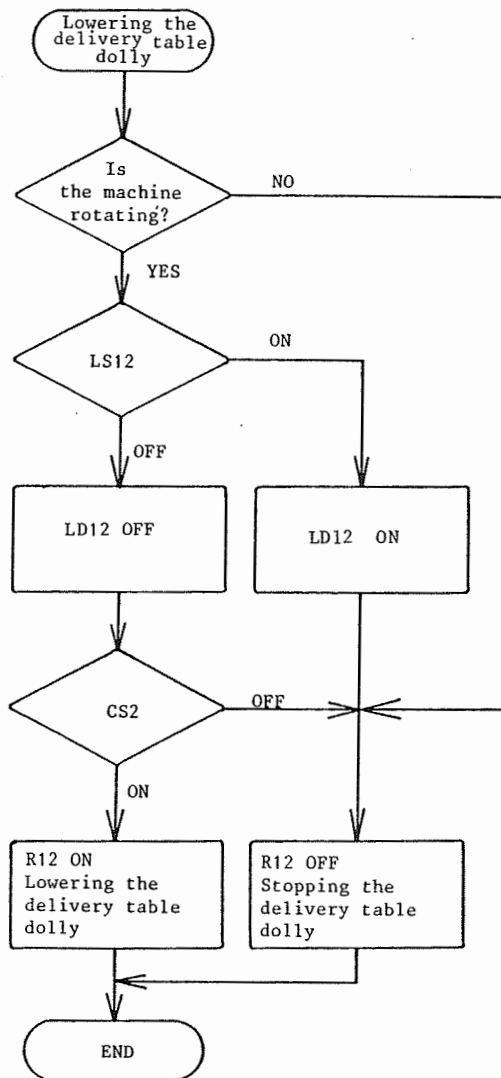 Lowering the
delivery table
dolly
Is
the machine
rotating?
NO
YES
LS12
ON
OFF
LD12 OFF
LD12 ON
CS2
OFF
ON
R12 ON
Lowering the
delivery table
dolly
R12 OFF
Stopping the
delivery table
dolly
END